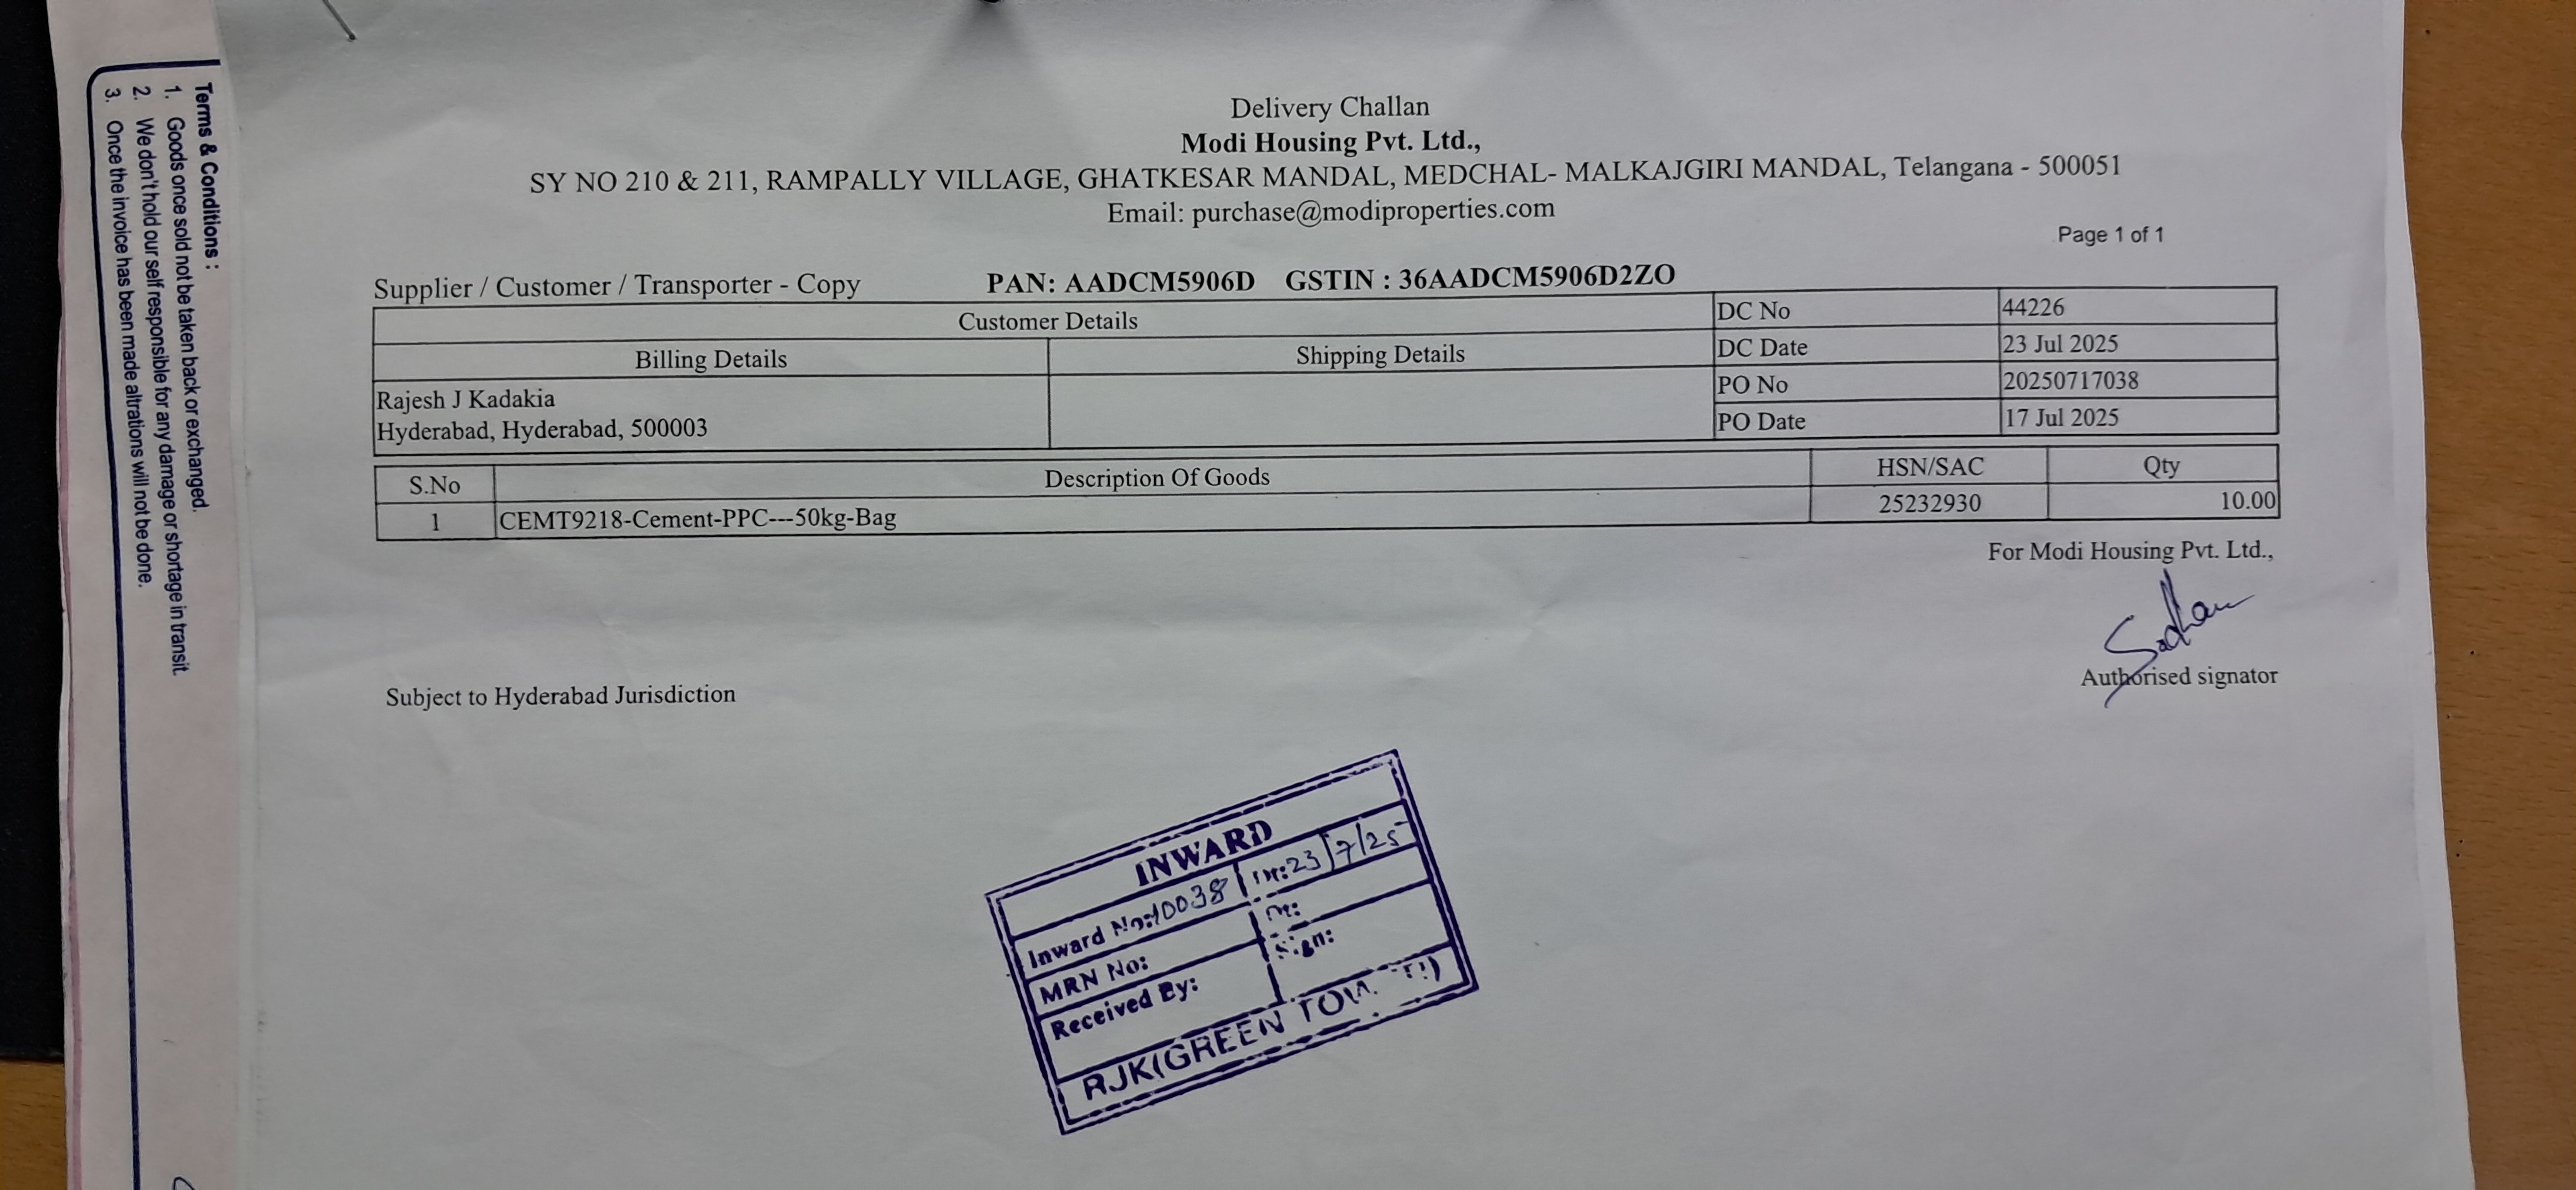 Delivery Challan
Modi Housing Pvt. Ltd.,
SY NO 210 & 211, RAMPALLY VILLAGE, GHATKESAR MANDAL, MEDCHAL- MALKAJGIRI MANDAL, Telangana - 500051
Email: purchase@modiproperties.com
Page 1 of 1
Supplier / Customer / Transporter - Copy PAN: AADCM5906D GSTIN : 36AADCM5906D2ZO
Customer Details
Billing Details Shipping Details
Rajesh J Kadakia
Hyderabad, Hyderabad, 500003
DC No 44226
DC Date 23 Jul 2025
PO No 20250717038
PO Date 17 Jul 2025
S.No Description Of Goods HSN/SAC Qty
1 CEMT9218-Cement-PPC---50kg-Bag 25232930 10.00
For Modi Housing Pvt. Ltd.,
Authorised signator
Subject to Hyderabad Jurisdiction
INWARD
Inward No:10038 Dt:23/7/25
MRN No: Dt:
Received By: Sign:
RJK(GREEN
Terms & Conditions :
1. Goods once sold not be taken back or exchanged.
2. We don't hold our self responsible for any damage or shortage in transit
3. Once the invoice has been made altrations will not be done.